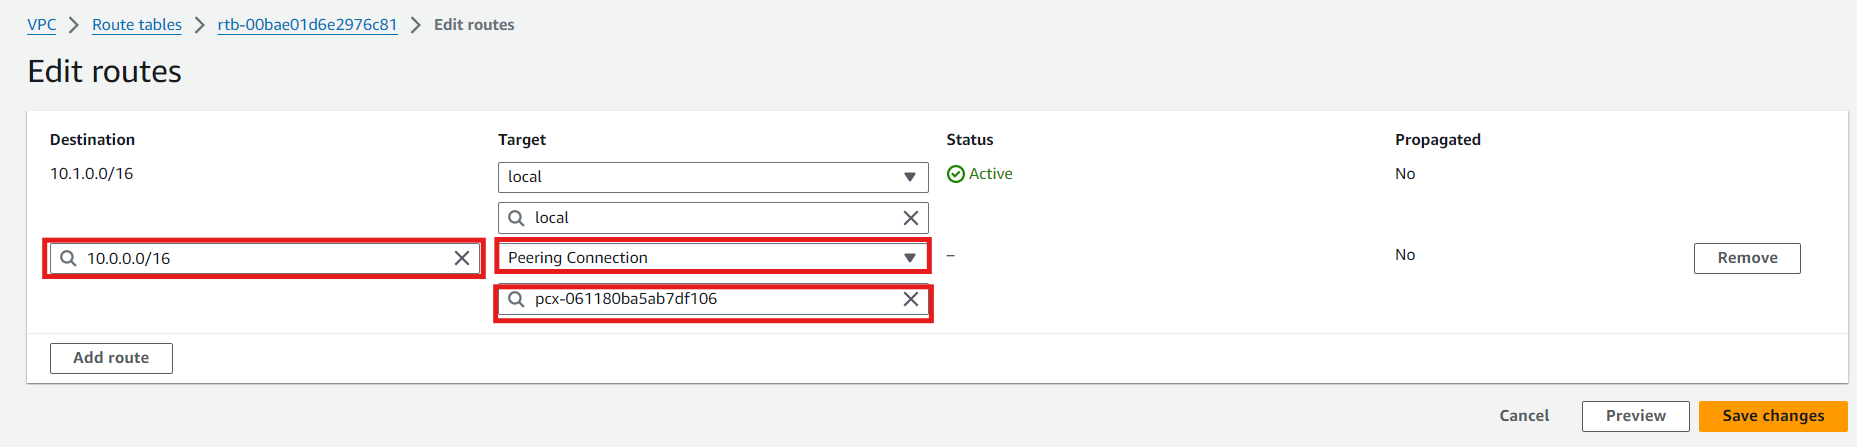 VPC > Route tables > rtb-00bae01d6e2976c81 > Edit routes
Edit routes
Destination Target Status Propagated
10.1.0.0/16 local Active No
local
10.0.0.0/16 Peering Connection – No Remove
pcx-061180ba5ab7df106
Add route
Cancel Preview Save changes